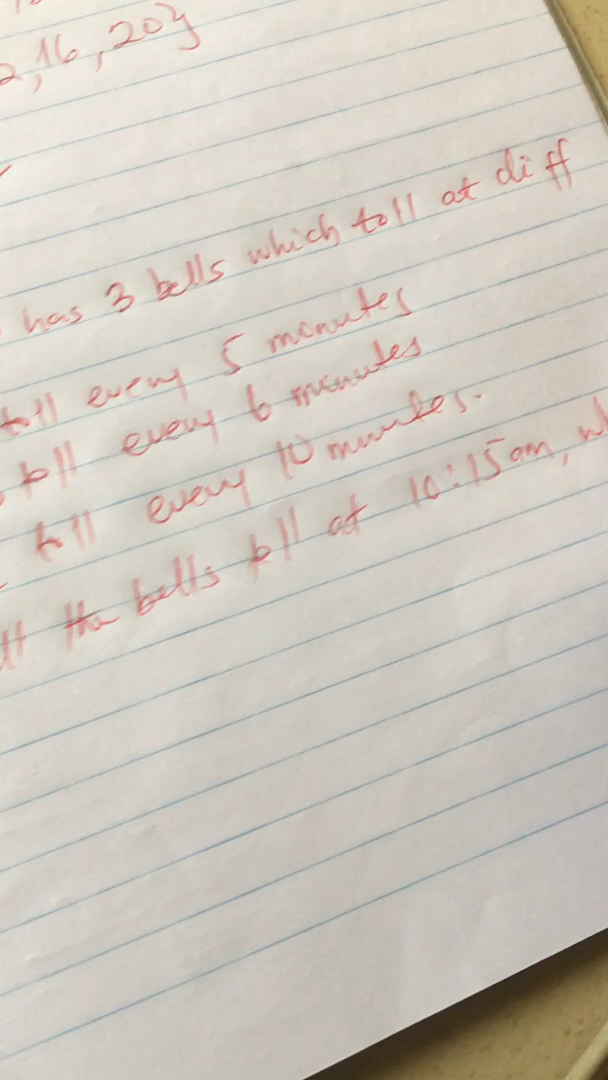 2, 16, 20}
has 3 bells which toll at diff
toll every 5 minutes
toll every 6 minutes
toll every 10 minutes.
all the bells toll at 10:15 am,